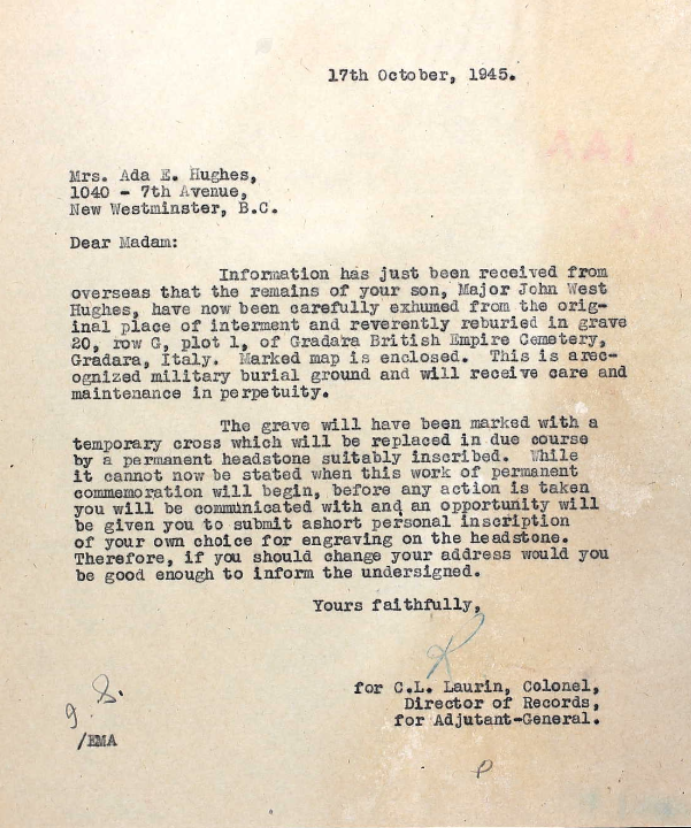 17th October, 1945.
Mrs. Ada E. Hughes,
1040 - 7th Avenue,
New Westminster, B.C.
Dear Madam:
Information has just been received from
overseas that the remains of your son, Major John West
Hughes, have now been carefully exhumed from the orig-
inal place of interment and reverently reburied in grave
20, row G, plot 1, of Gradara British Empire Cemetery,
Gradara, Italy. Marked map is enclosed. This is arec-
ognized military burial ground and will receive care and
maintenance in perpetuity.
The grave will have been marked with a
temporary cross which will be replaced in due course
by a permanent headstone suitably inscribed. While
it cannot now be stated when this work of permanent
commemoration will begin, before any action is taken
you will be communicated with and an opportunity will
be given you to submit ashort personal inscription
of your own choice for engraving on the headstone.
Therefore, if you should change your address would you
be good enough to inform the undersigned.
Yours faithfully,
for C.L. Laurin, Colonel,
Director of Records,
for Adjutant-General.
/EMA